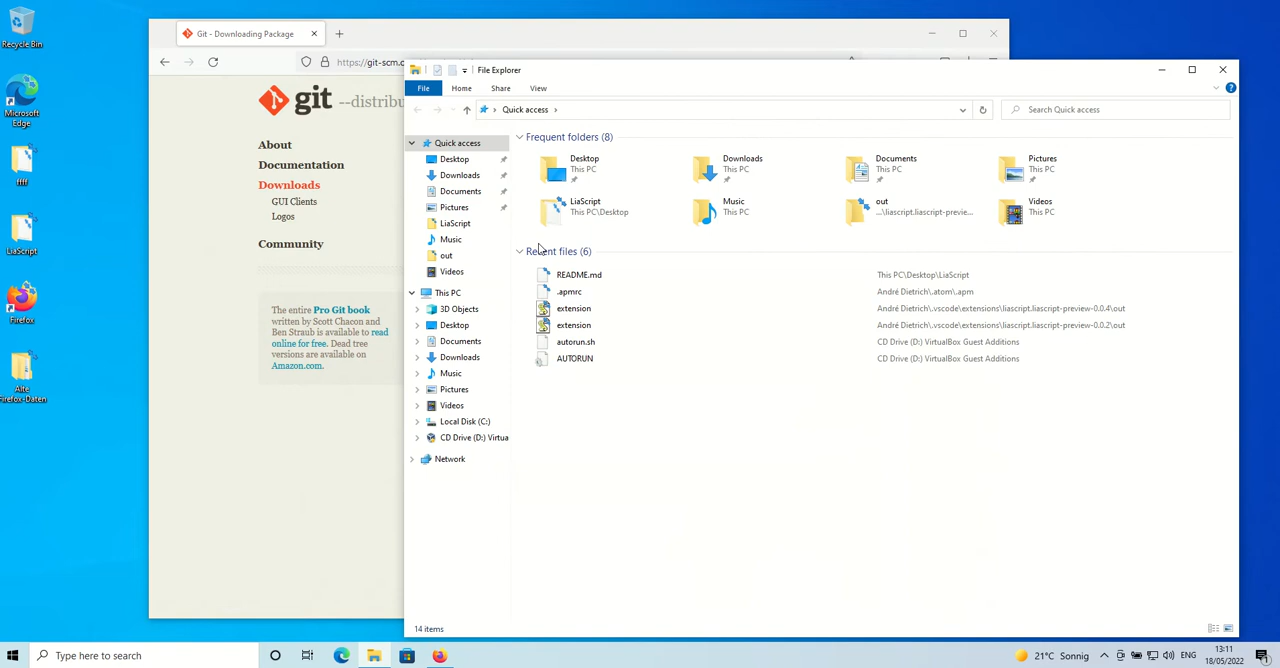 Recycle Bin
Microsoft
Edge
ffff
LiaScript
Firefox
Alte
Firefox-Daten
Git - Downloading Package
https://git-scm.c
git --distribu
About
Documentation
Downloads
GUI Clients
Logos
Community
The entire Pro Git book
written by Scott Chacon and
Ben Straub is available to read
online for free. Dead tree
versions are available on
Amazon.com.
File Explorer
File Home Share View
Quick access
Search Quick access
Quick access
Desktop
Downloads
Documents
Pictures
LiaScript
Music
out
Videos
This PC
3D Objects
Desktop
Documents
Downloads
Music
Pictures
Videos
Local Disk (C:)
CD Drive (D:) Virtua
Network
Frequent folders (8)
Desktop
This PC
Downloads
This PC
Documents
This PC
Pictures
This PC
LiaScript
This PC\Desktop
Music
This PC
out
...\liascript.liascript-previe...
Videos
This PC
Recent files (6)
README.md This PC\Desktop\LiaScript
.apmrc André Dietrich\.atom\.apm
extension André Dietrich\.vscode\extensions\liascript.liascript-preview-0.0.4\out
extension André Dietrich\.vscode\extensions\liascript.liascript-preview-0.0.2\out
autorun.sh CD Drive (D:) VirtualBox Guest Additions
AUTORUN CD Drive (D:) VirtualBox Guest Additions
14 items
Type here to search
21°C Sonnig
ENG
13:11
18/05/2022